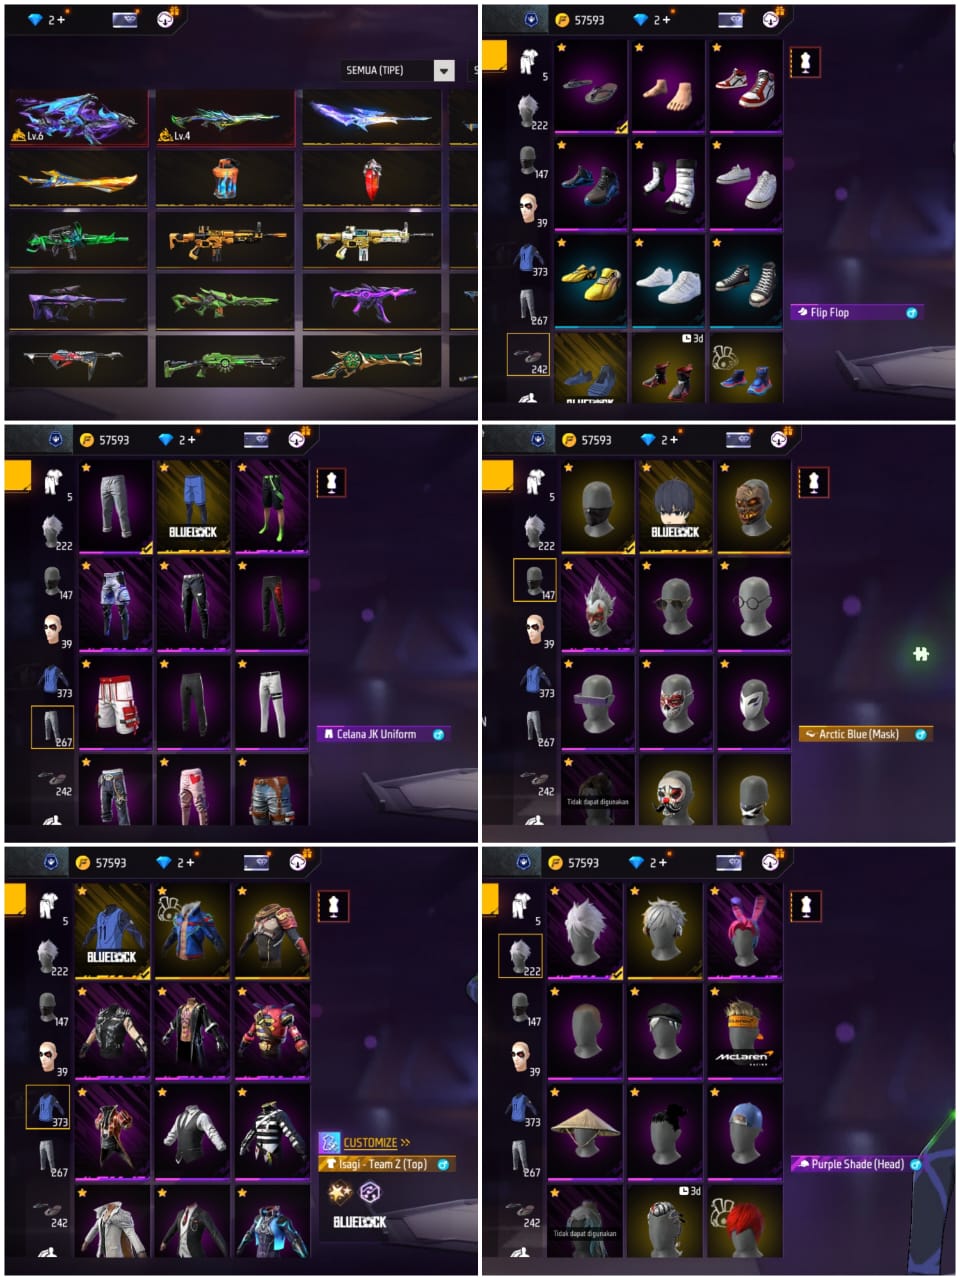 2 +
SEMUA (TIPE)
Lv.6
Lv.4
57593
2 +
5
222
147
39
373
267
242
3d
BLUELOCK
Flip Flop
57593
2 +
5
222
147
39
373
267
242
BLUELOCK
Celana JK Uniform
57593
2 +
5
222
147
39
373
267
242
BLUELOCK
Tidak dapat digunakan
Arctic Blue (Mask)
57593
2 +
5
222
147
39
373
267
242
11
BLUELOCK
CUSTOMIZE >>
Isagi - Team Z (Top)
BLUELOCK
57593
2 +
5
222
147
39
373
267
242
McLaren
RACING
Tidak dapat digunakan
3d
Purple Shade (Head)